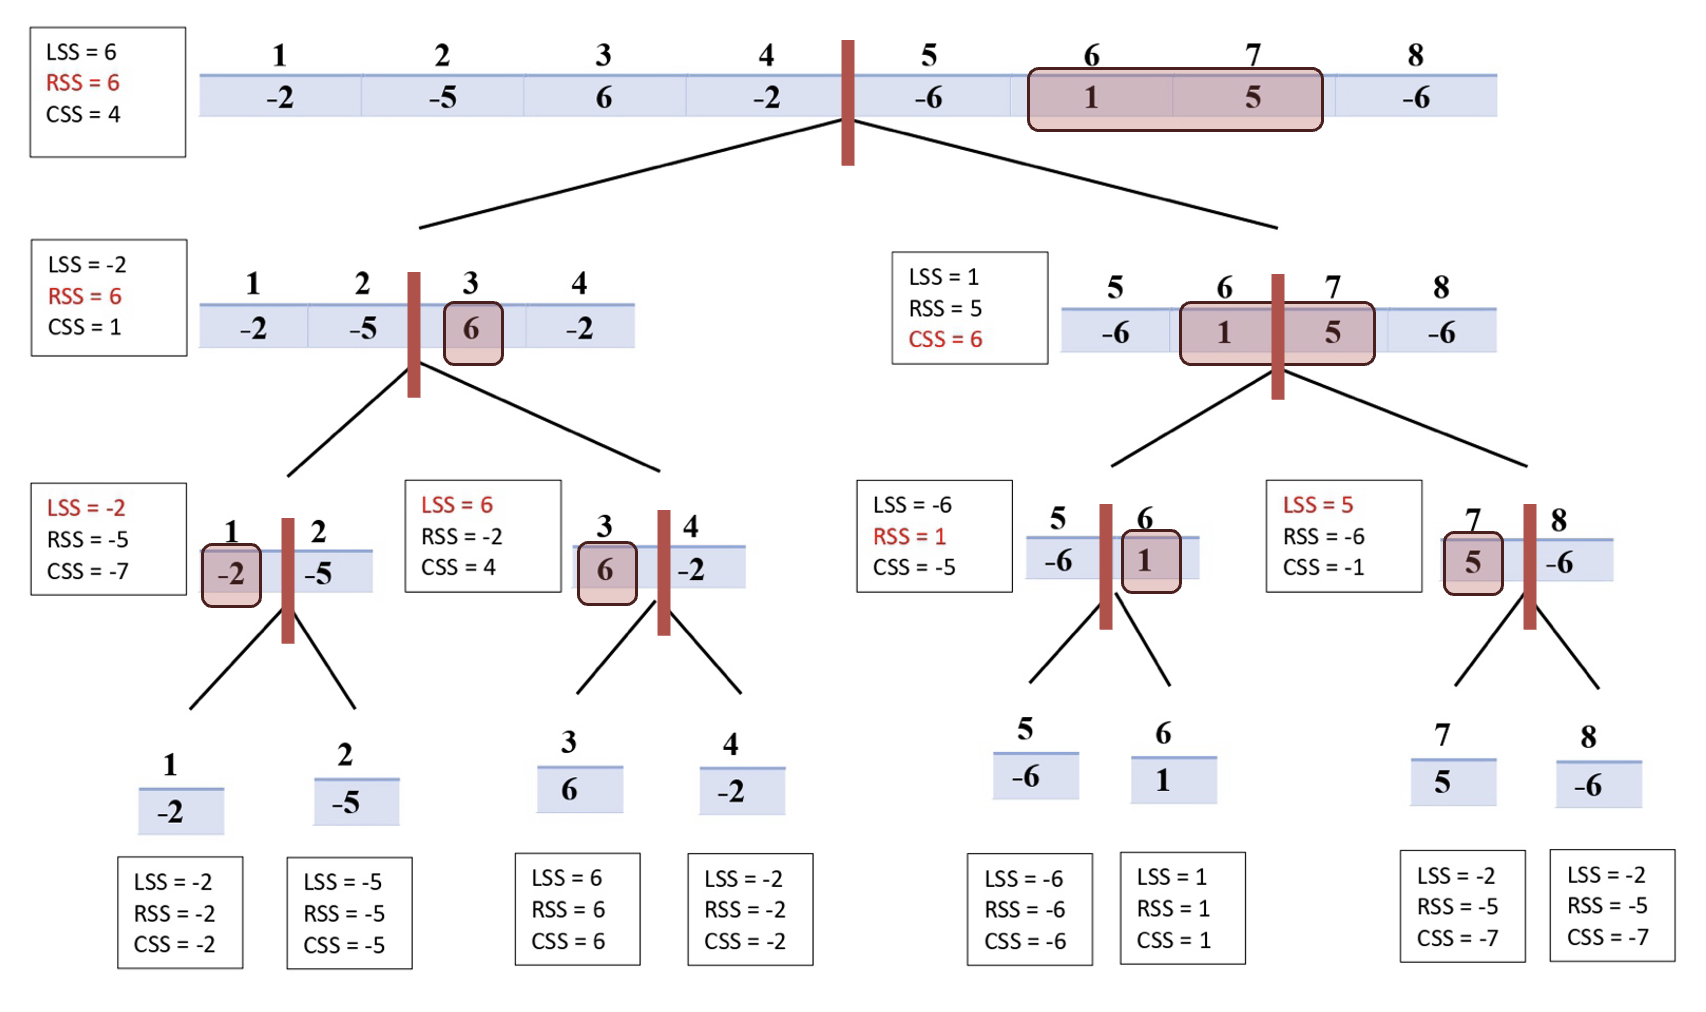 LSS = 6
RSS = 6
CSS = 4
1 2 3 4 5 6 7 8
-2 -5 6 -2 -6 1 5 -6
LSS = -2
RSS = 6
CSS = 1
1 2 3 4
-2 -5 6 -2
LSS = 1
RSS = 5
CSS = 6
5 6 7 8
-6 1 5 -6
LSS = -2
RSS = -5
CSS = -7
1 2
-2 -5
LSS = 6
RSS = -2
CSS = 4
3 4
6 -2
LSS = -6
RSS = 1
CSS = -5
5 6
-6 1
LSS = 5
RSS = -6
CSS = -1
7 8
5 -6
1
-2
LSS = -2
RSS = -2
CSS = -2
2
-5
LSS = -5
RSS = -5
CSS = -5
3
6
LSS = 6
RSS = 6
CSS = 6
4
-2
LSS = -2
RSS = -2
CSS = -2
5
-6
LSS = -6
RSS = -6
CSS = -6
6
1
LSS = 1
RSS = 1
CSS = 1
7
5
LSS = -2
RSS = -5
CSS = -7
8
-6
LSS = -2
RSS = -5
CSS = -7